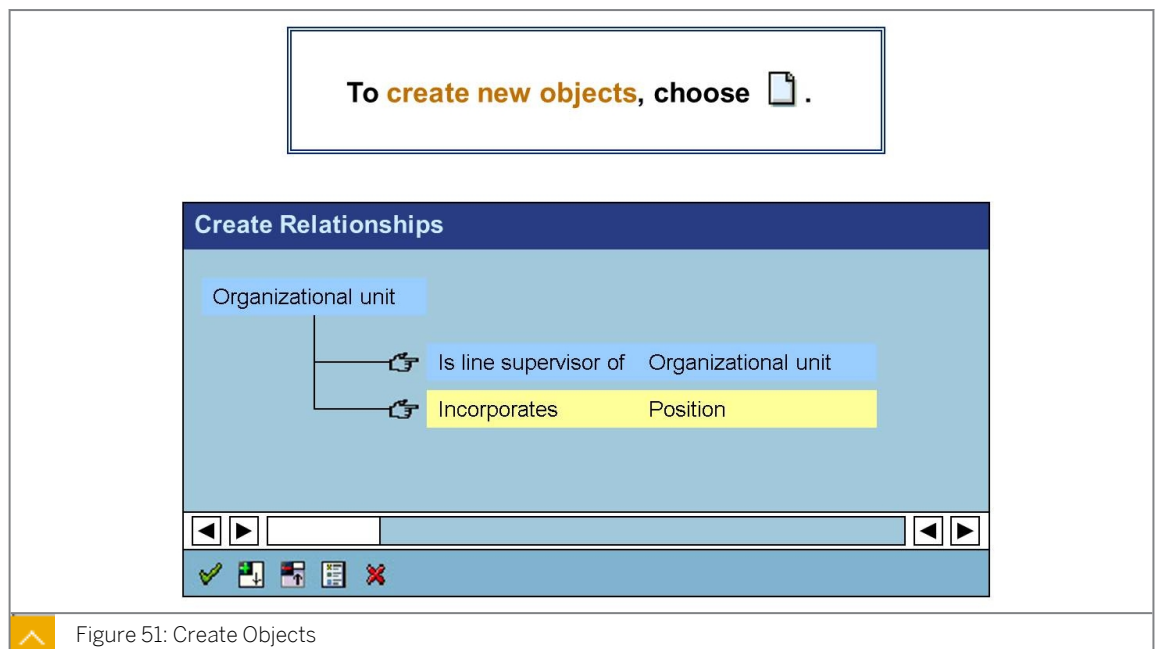 To create new objects, choose .
Create Relationships
Organizational unit
Is line supervisor of Organizational unit
Incorporates Position
Figure 51: Create Objects